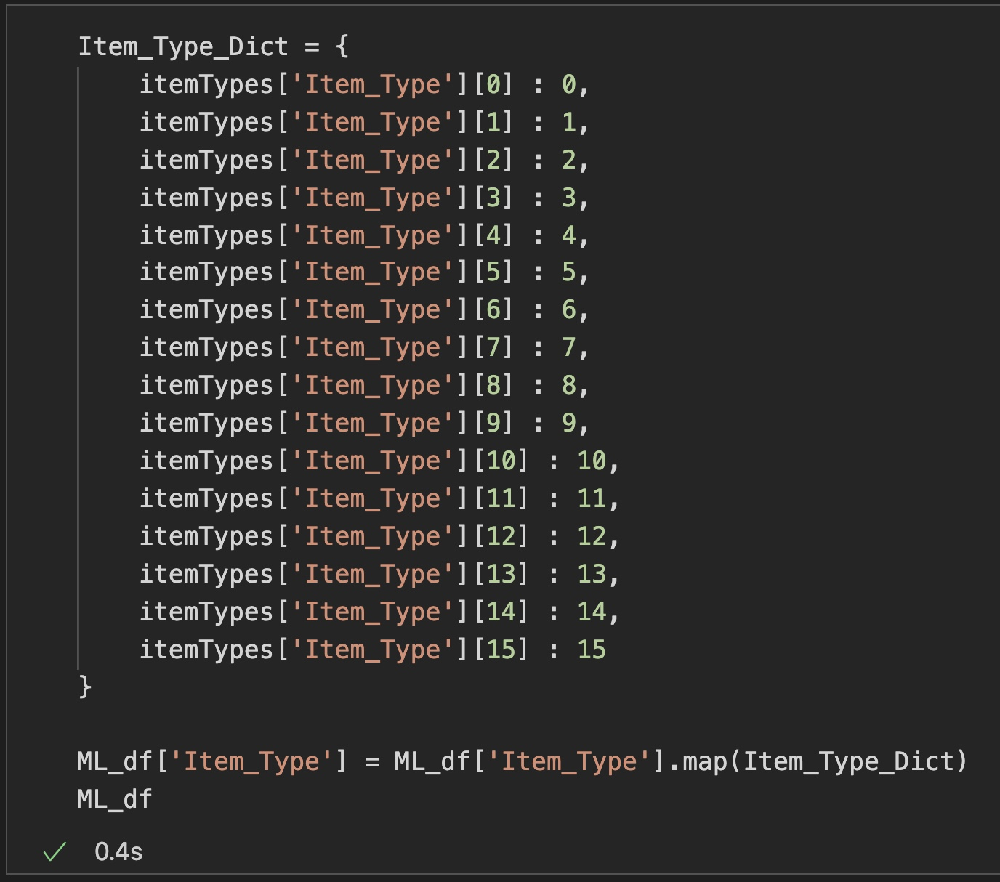 Item_Type_Dict = {
    itemTypes['Item_Type'][0] : 0,
    itemTypes['Item_Type'][1] : 1,
    itemTypes['Item_Type'][2] : 2,
    itemTypes['Item_Type'][3] : 3,
    itemTypes['Item_Type'][4] : 4,
    itemTypes['Item_Type'][5] : 5,
    itemTypes['Item_Type'][6] : 6,
    itemTypes['Item_Type'][7] : 7,
    itemTypes['Item_Type'][8] : 8,
    itemTypes['Item_Type'][9] : 9,
    itemTypes['Item_Type'][10] : 10,
    itemTypes['Item_Type'][11] : 11,
    itemTypes['Item_Type'][12] : 12,
    itemTypes['Item_Type'][13] : 13,
    itemTypes['Item_Type'][14] : 14,
    itemTypes['Item_Type'][15] : 15
}
ML_df['Item_Type'] = ML_df['Item_Type'].map(Item_Type_Dict)
ML_df
✓ 0.4s